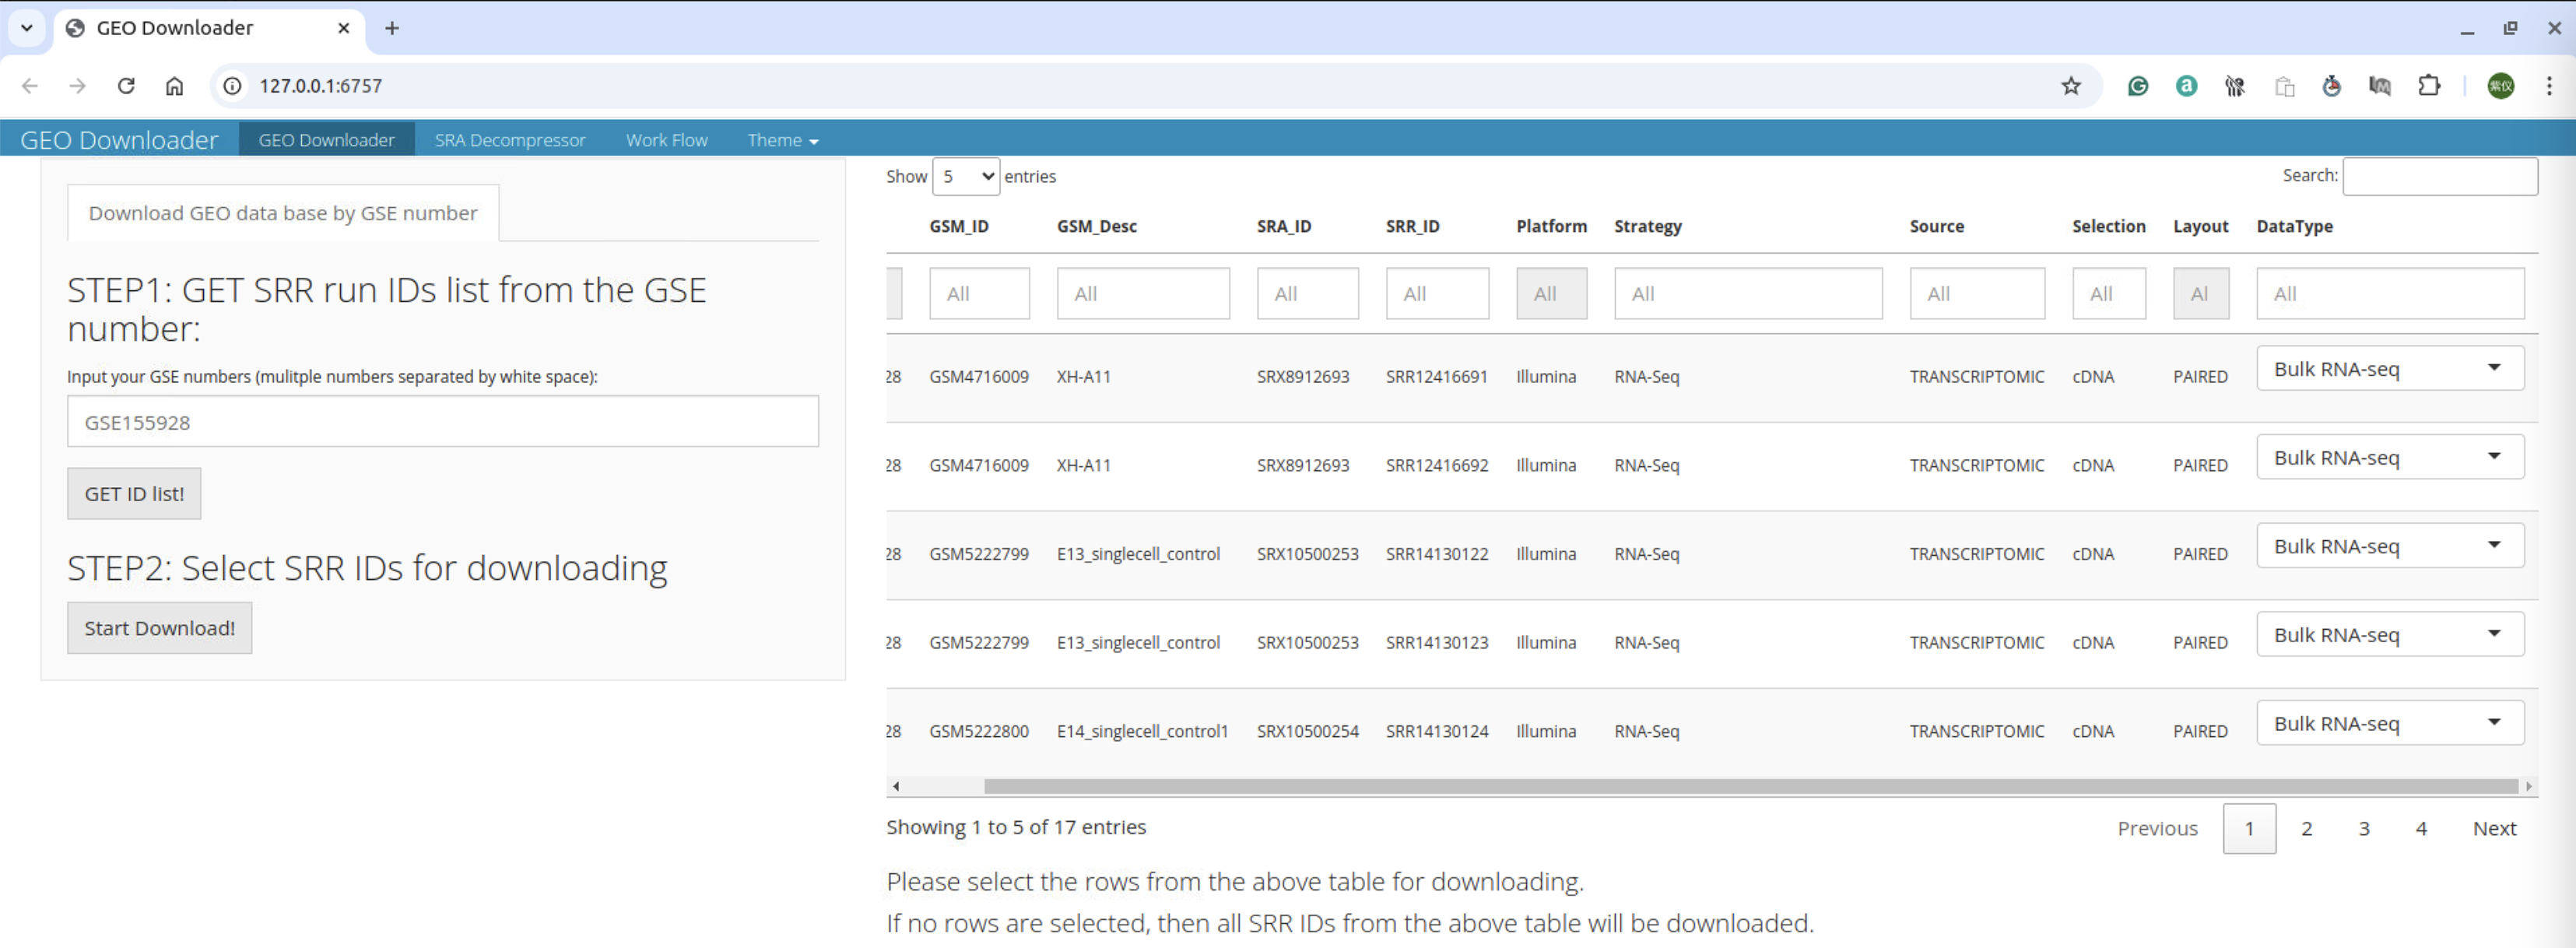 GEO Downloader
127.0.0.1:6757
紫仪
GEO Downloader GEO Downloader SRA Decompressor Work Flow Theme
Download GEO data base by GSE number
STEP1: GET SRR run IDs list from the GSE
number:
Input your GSE numbers (mulitple numbers separated by white space):
GSE155928
GET ID list!
STEP2: Select SRR IDs for downloading
Start Download!
Show 5 entries
Search:
GSM_ID GSM_Desc SRA_ID SRR_ID Platform Strategy Source Selection Layout DataType
All All All All All All All All Al All
28 GSM4716009 XH-A11 SRX8912693 SRR12416691 Illumina RNA-Seq TRANSCRIPTOMIC cDNA PAIRED Bulk RNA-seq
28 GSM4716009 XH-A11 SRX8912693 SRR12416692 Illumina RNA-Seq TRANSCRIPTOMIC cDNA PAIRED Bulk RNA-seq
28 GSM5222799 E13_singlecell_control SRX10500253 SRR14130122 Illumina RNA-Seq TRANSCRIPTOMIC cDNA PAIRED Bulk RNA-seq
28 GSM5222799 E13_singlecell_control SRX10500253 SRR14130123 Illumina RNA-Seq TRANSCRIPTOMIC cDNA PAIRED Bulk RNA-seq
28 GSM5222800 E14_singlecell_control1 SRX10500254 SRR14130124 Illumina RNA-Seq TRANSCRIPTOMIC cDNA PAIRED Bulk RNA-seq
Showing 1 to 5 of 17 entries
Previous 1 2 3 4 Next
Please select the rows from the above table for downloading.
If no rows are selected, then all SRR IDs from the above table will be downloaded.